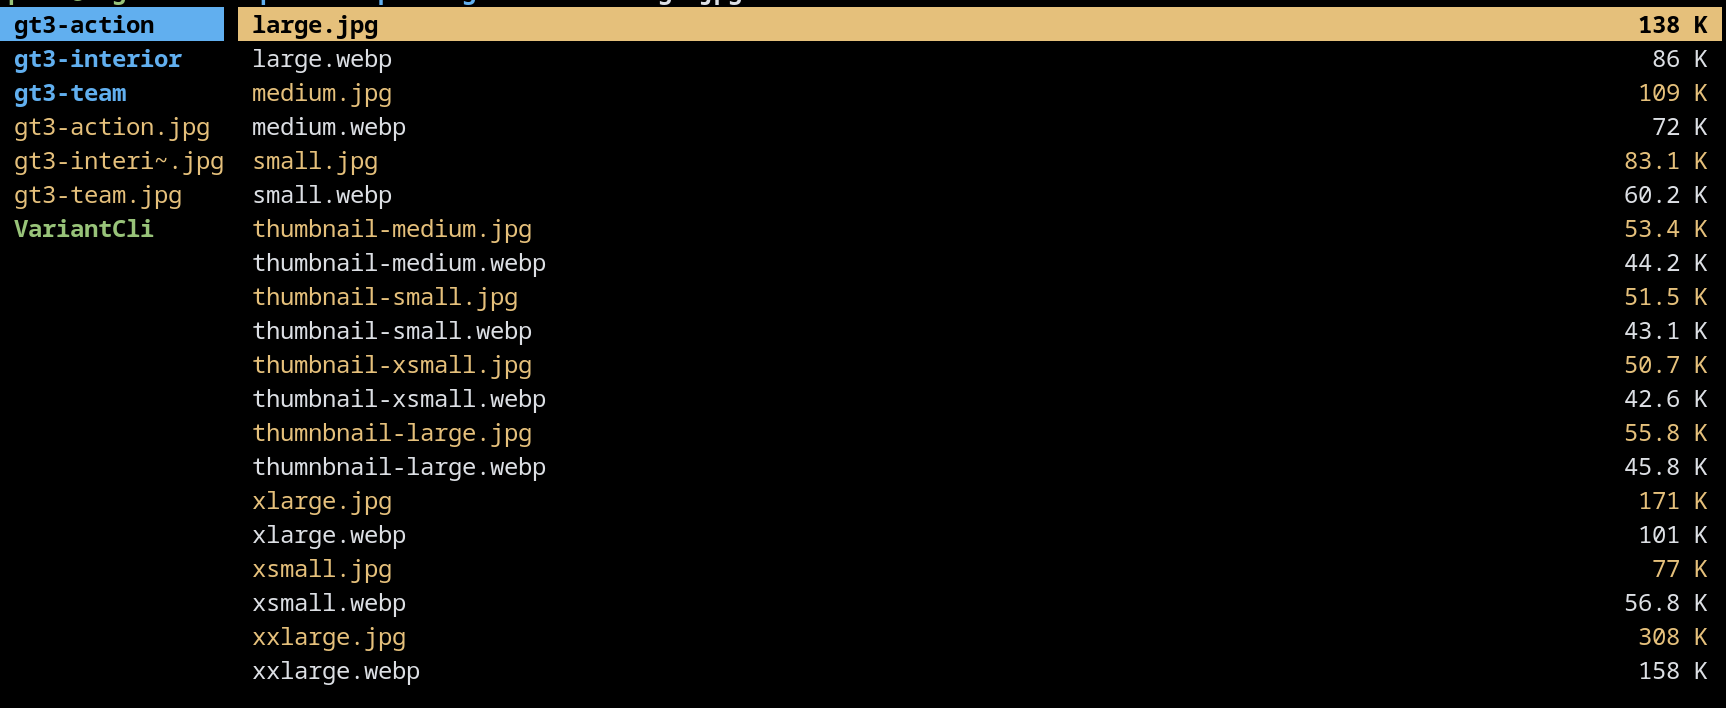 gt3-action large.jpg 138 K
gt3-interior large.webp 86 K
gt3-team medium.jpg 109 K
gt3-action.jpg medium.webp 72 K
gt3-interi~.jpg small.jpg 83.1 K
gt3-team.jpg small.webp 60.2 K
VariantCli thumbnail-medium.jpg 53.4 K
thumbnail-medium.webp 44.2 K
thumbnail-small.jpg 51.5 K
thumbnail-small.webp 43.1 K
thumbnail-xsmall.jpg 50.7 K
thumbnail-xsmall.webp 42.6 K
thumnbnail-large.jpg 55.8 K
thumnbnail-large.webp 45.8 K
xlarge.jpg 171 K
xlarge.webp 101 K
xsmall.jpg 77 K
xsmall.webp 56.8 K
xxlarge.jpg 308 K
xxlarge.webp 158 K